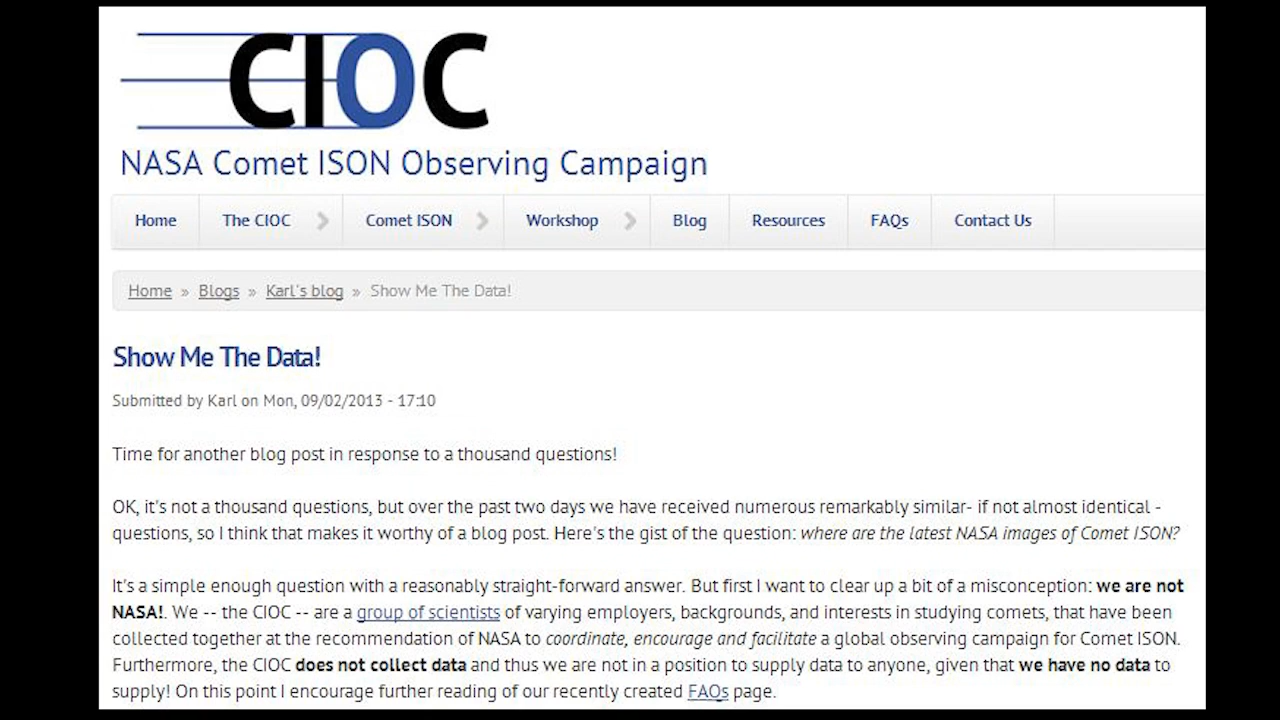 CIOC
NASA Comet ISON Observing Campaign
Home The CIOC Comet ISON Workshop Blog Resources FAQs Contact Us
Home » Blogs » Karl's blog » Show Me The Data!
Show Me The Data!
Submitted by Karl on Mon, 09/02/2013 - 17:10
Time for another blog post in response to a thousand questions!
OK, it's not a thousand questions, but over the past two days we have received numerous remarkably similar- if not almost identical -
questions, so I think that makes it worthy of a blog post. Here's the gist of the question: where are the latest NASA images of Comet ISON?
It's a simple enough question with a reasonably straight-forward answer. But first I want to clear up a bit of a misconception: we are not
NASA!. We -- the CIOC -- are a group of scientists of varying employers, backgrounds, and interests in studying comets, that have been
collected together at the recommendation of NASA to coordinate, encourage and facilitate a global observing campaign for Comet ISON.
Furthermore, the CIOC does not collect data and thus we are not in a position to supply data to anyone, given that we have no data to
supply! On this point I encourage further reading of our recently created FAQs page.